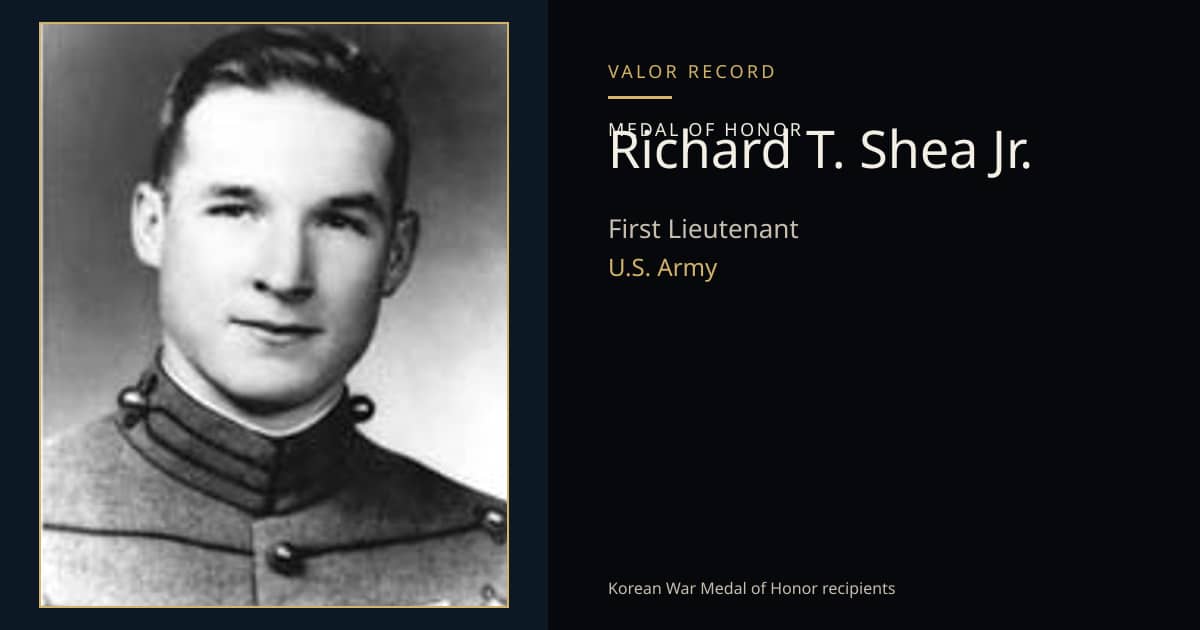 VALOR RECORD
MEDAL OF HONOR
Richard T. Shea Jr.
First Lieutenant
U.S. Army
Korean War Medal of Honor recipients